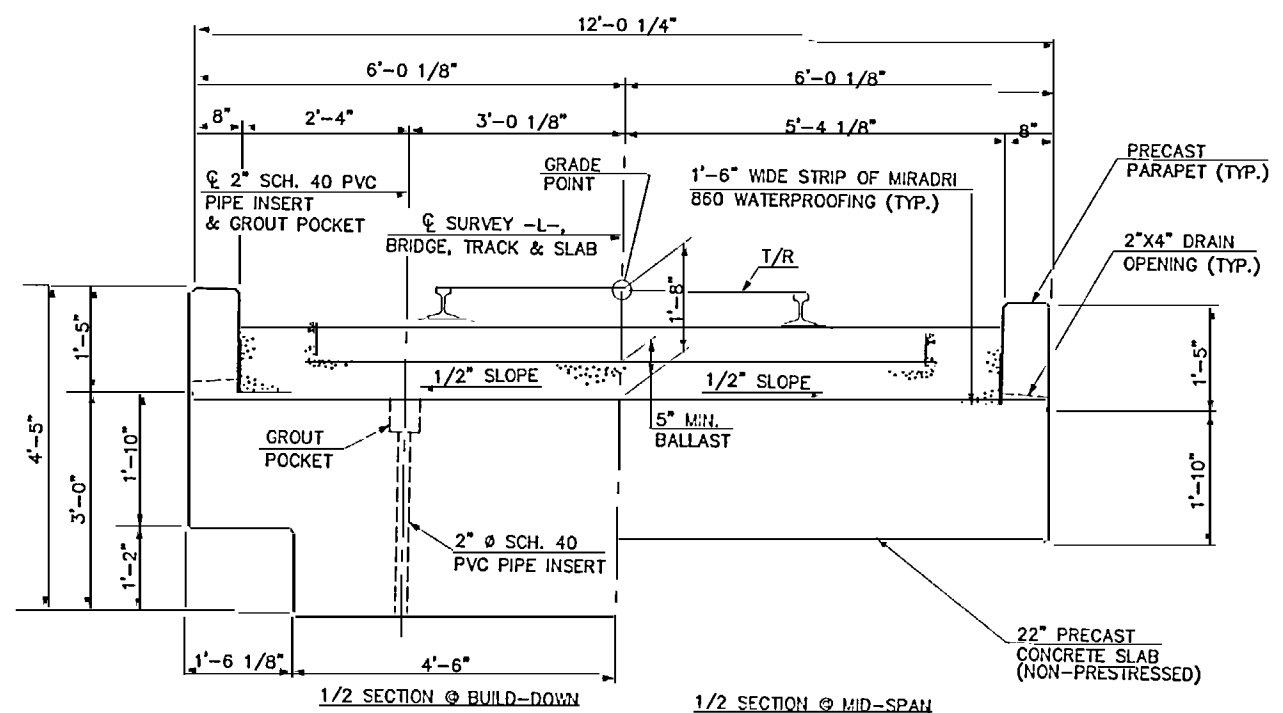 12'-0 1/4"
6'-0 1/8"
6'-0 1/8"
8"
2'-4"
3'-0 1/8"
5'-4 1/8"
8"
℄ 2" SCH. 40 PVC
PIPE INSERT
& GROUT POCKET
GRADE
POINT
℄ SURVEY -L-,
BRIDGE, TRACK & SLAB
1'-6" WIDE STRIP OF MIRADRI
860 WATERPROOFING (TYP.)
PRECAST
PARAPET (TYP.)
2"X4" DRAIN
OPENING (TYP.)
T/R
1'-8"
1'-5"
4'-5"
3'-0"
1'-10"
1'-2"
1/2" SLOPE
1/2" SLOPE
5" MIN.
BALLAST
GROUT
POCKET
2" Ø SCH. 40
PVC PIPE INSERT
1'-5"
1'-10"
22" PRECAST
CONCRETE SLAB
(NON-PRESTRESSED)
1'-6 1/8"
4'-6"
1/2 SECTION @ BUILD-DOWN
1/2 SECTION @ MID-SPAN